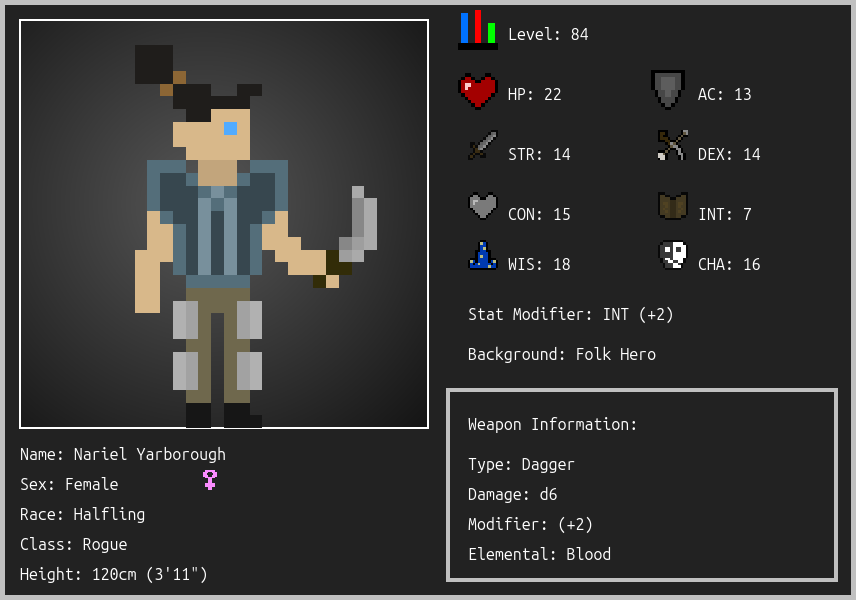 Level: 84
HP: 22
AC: 13
STR: 14
DEX: 14
CON: 15
INT: 7
WIS: 18
CHA: 16
Stat Modifier: INT (+2)
Background: Folk Hero
Weapon Information:
Type: Dagger
Damage: d6
Modifier: (+2)
Elemental: Blood
Name: Nariel Yarborough
Sex: Female
Race: Halfling
Class: Rogue
Height: 120cm (3'11")